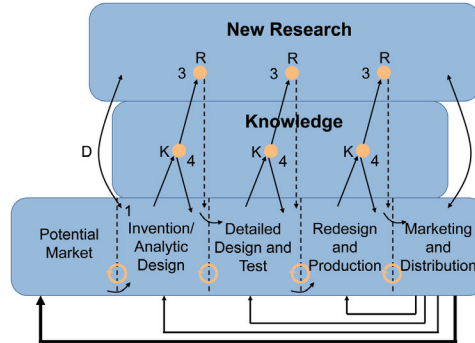 New Research
R
R
R
3
3
3
Knowledge
D
K
4
K
4
K
4
1
Potential
Market
Invention/
Analytic
Design
Detailed
Design and
Test
Redesign
and
Production
Marketing
and
Distribution